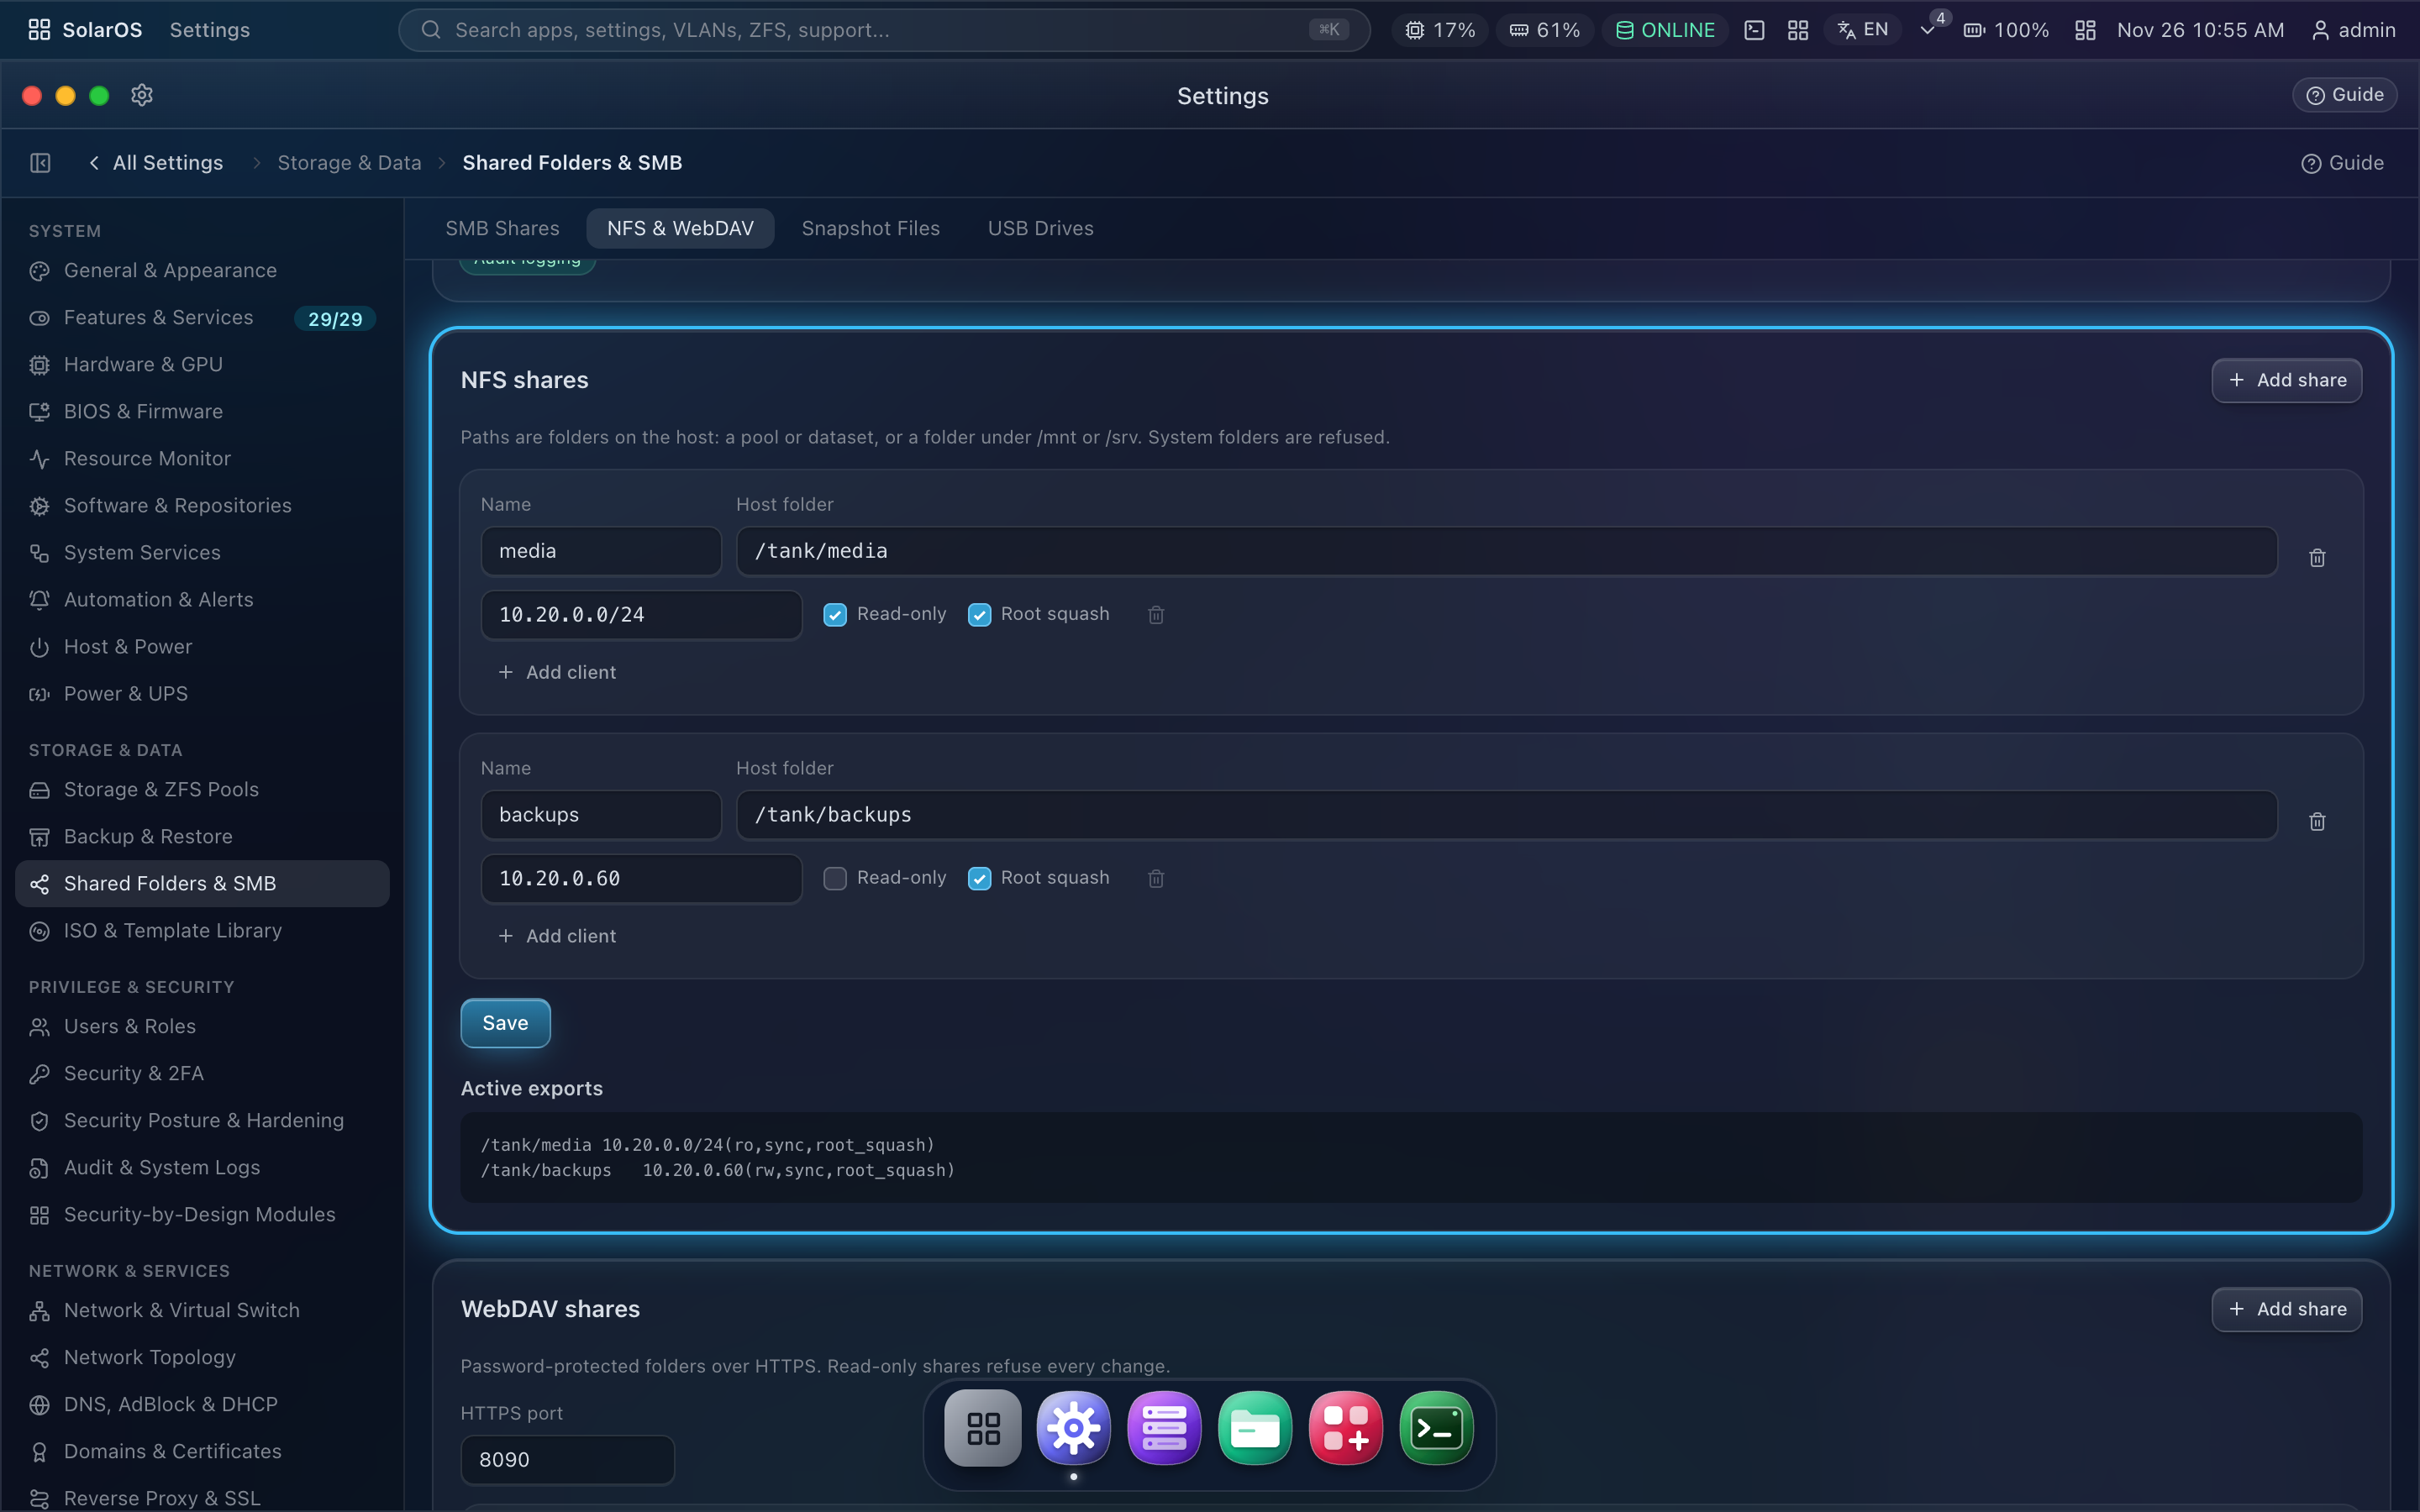 SolarOS Settings Search apps, settings, VLANs, ZFS, support... ⌘K 17% 61% ONLINE EN 4 100% Nov 26 10:55 AM admin
Settings Guide
All Settings Storage & Data Shared Folders & SMB Guide
SYSTEM
General & Appearance
Features & Services 29/29
Hardware & GPU
BIOS & Firmware
Resource Monitor
Software & Repositories
System Services
Automation & Alerts
Host & Power
Power & UPS
STORAGE & DATA
Storage & ZFS Pools
Backup & Restore
Shared Folders & SMB
ISO & Template Library
PRIVILEGE & SECURITY
Users & Roles
Security & 2FA
Security Posture & Hardening
Audit & System Logs
Security-by-Design Modules
NETWORK & SERVICES
Network & Virtual Switch
Network Topology
DNS, AdBlock & DHCP
Domains & Certificates
Reverse Proxy & SSL
SMB Shares NFS & WebDAV Snapshot Files USB Drives
Audit logging
NFS shares Add share
Paths are folders on the host: a pool or dataset, or a folder under /mnt or /srv. System folders are refused.
Name Host folder
media /tank/media
10.20.0.0/24 Read-only Root squash
Add client
Name Host folder
backups /tank/backups
10.20.0.60 Read-only Root squash
Add client
Save
Active exports
/tank/media 10.20.0.0/24(ro,sync,root_squash)
/tank/backups 10.20.0.60(rw,sync,root_squash)
WebDAV shares Add share
Password-protected folders over HTTPS. Read-only shares refuse every change.
HTTPS port
8090